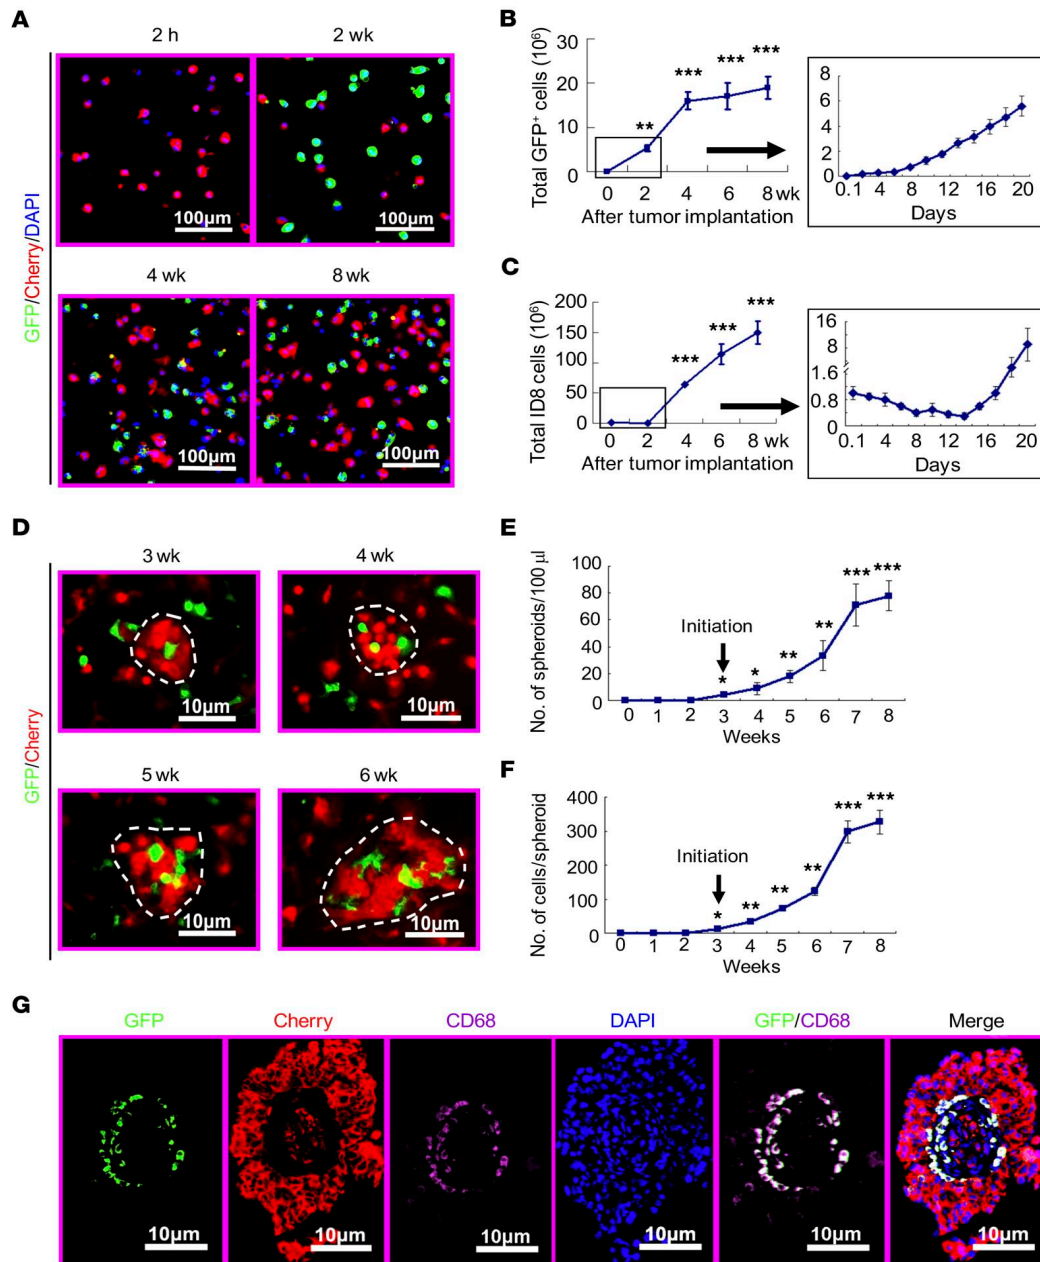 A
GFP/Cherry/DAPI
2 h
2 wk
100µm
100µm
4 wk
8 wk
100µm
100µm
B
Total GFP+ cells (10⁶)
30
20
10
0
**
***
***
***
0 2 4 6 8 wk
After tumor implantation
8
6
4
2
0
0.1 4 8 12 16 20
Days
C
Total ID8 cells (10⁶)
200
150
100
50
0
***
***
***
0 2 4 6 8 wk
After tumor implantation
16
8
1.6
0.8
0
0.1 4 8 12 16 20
Days
D
GFP/Cherry
3 wk
4 wk
10µm
10µm
5 wk
6 wk
10µm
10µm
E
No. of spheroids/100 µl
100
80
60
40
20
0
Initiation
*
*
**
**
***
***
0 1 2 3 4 5 6 7 8
Weeks
F
No. of cells/spheroid
400
300
200
100
0
Initiation
*
**
**
**
***
***
0 1 2 3 4 5 6 7 8
Weeks
G
GFP
Cherry
CD68
DAPI
GFP/CD68
Merge
10µm
10µm
10µm
10µm
10µm
10µm